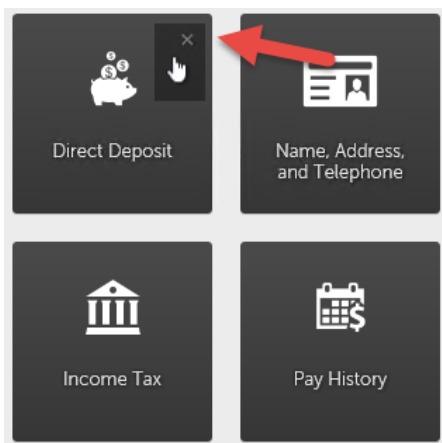 Direct Deposit
Name, Address,
and Telephone
Income Tax
Pay History